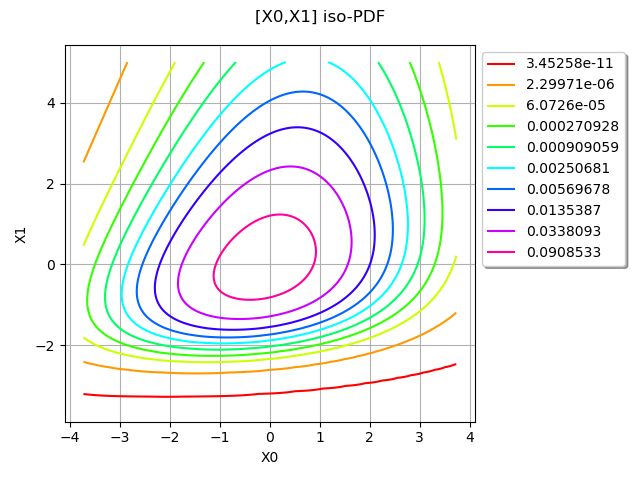 [X0,X1] iso-PDF
3.45258e-11
2.29971e-06
6.0726e-05
0.000270928
0.000909059
0.00250681
0.00569678
0.0135387
0.0338093
0.0908533
X1
4
2
0
−2
−4 −3 −2 −1 0 1 2 3 4
X0